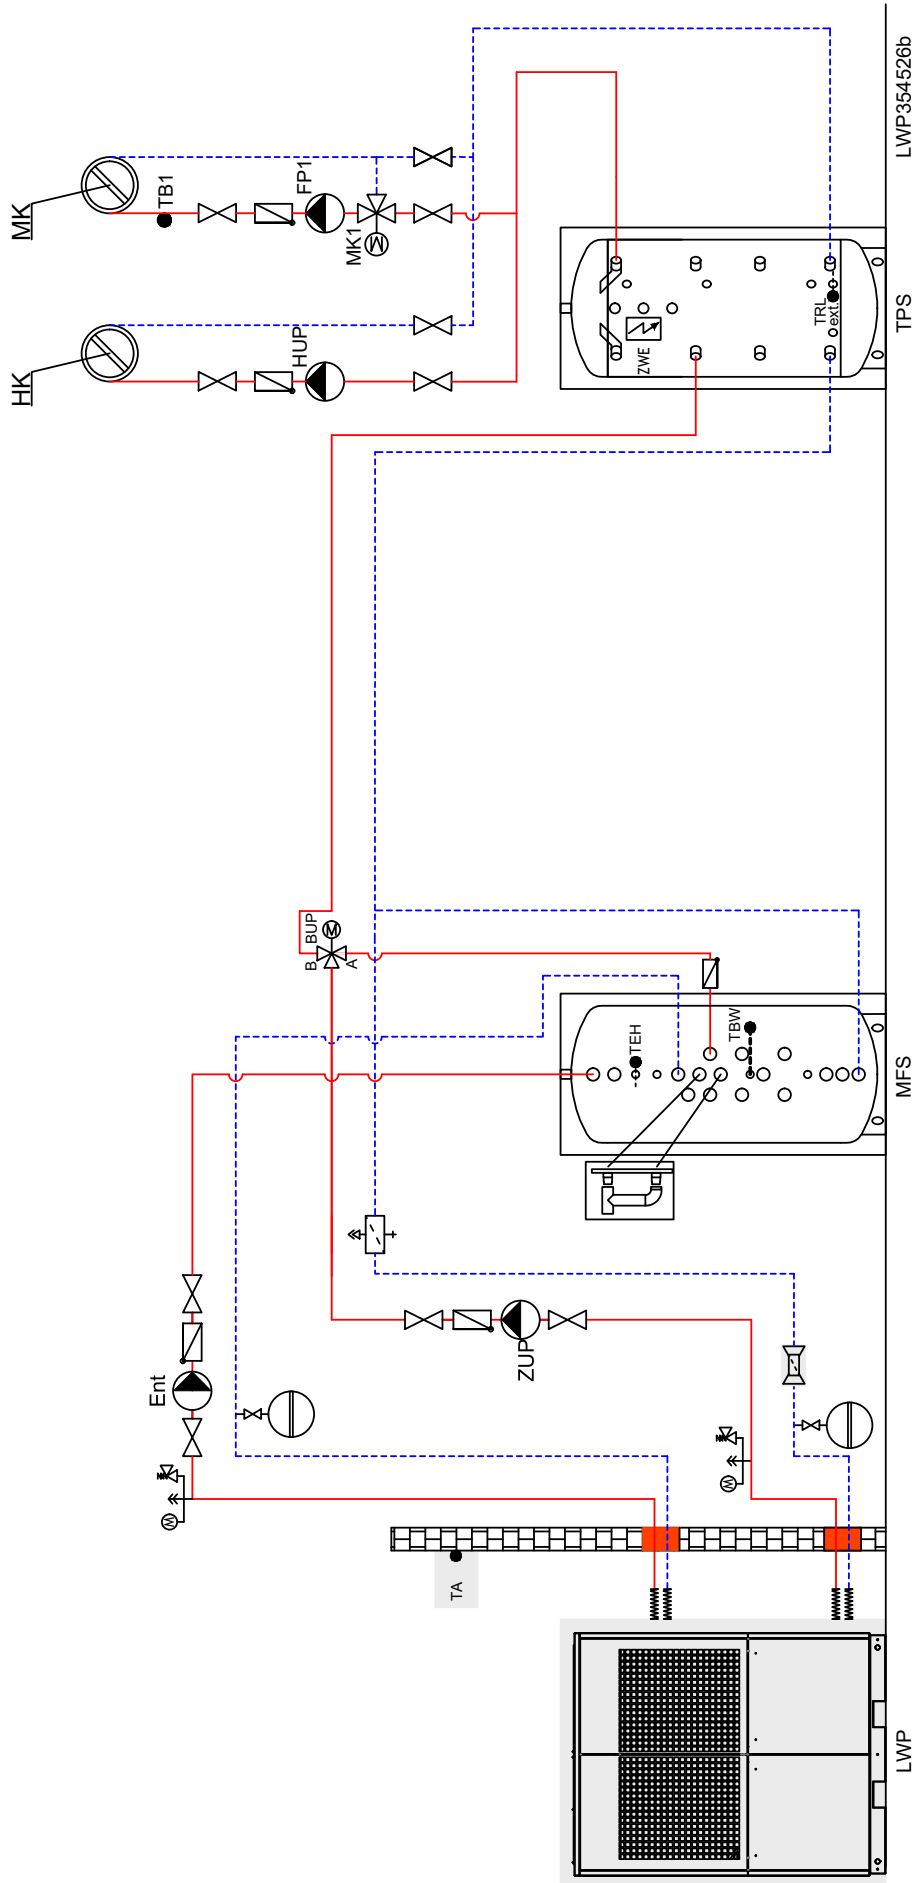 MK
TB1
FP1
MK1
HK
HUP
LWP354526b
TRL
ext.
ZWE
TPS
B
BUP
M
A
TEH
TBW
MFS
Ent
ZUP
M
M
M
TA
LWP